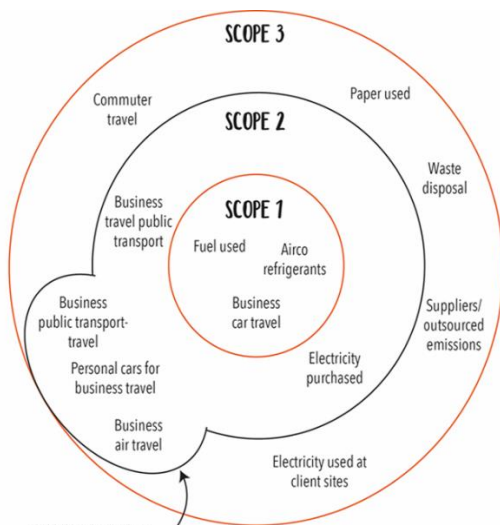 SCOPE 3
Commuter
travel
Paper used
SCOPE 2
Waste
disposal
Business
travel public
transport
SCOPE 1
Fuel used
Airco
refrigerants
Business
car travel
Business
public transport-
travel
Suppliers/
outsourced
emissions
Personal cars for
business travel
Electricity
purchased
Business
air travel
Electricity used at
client sites